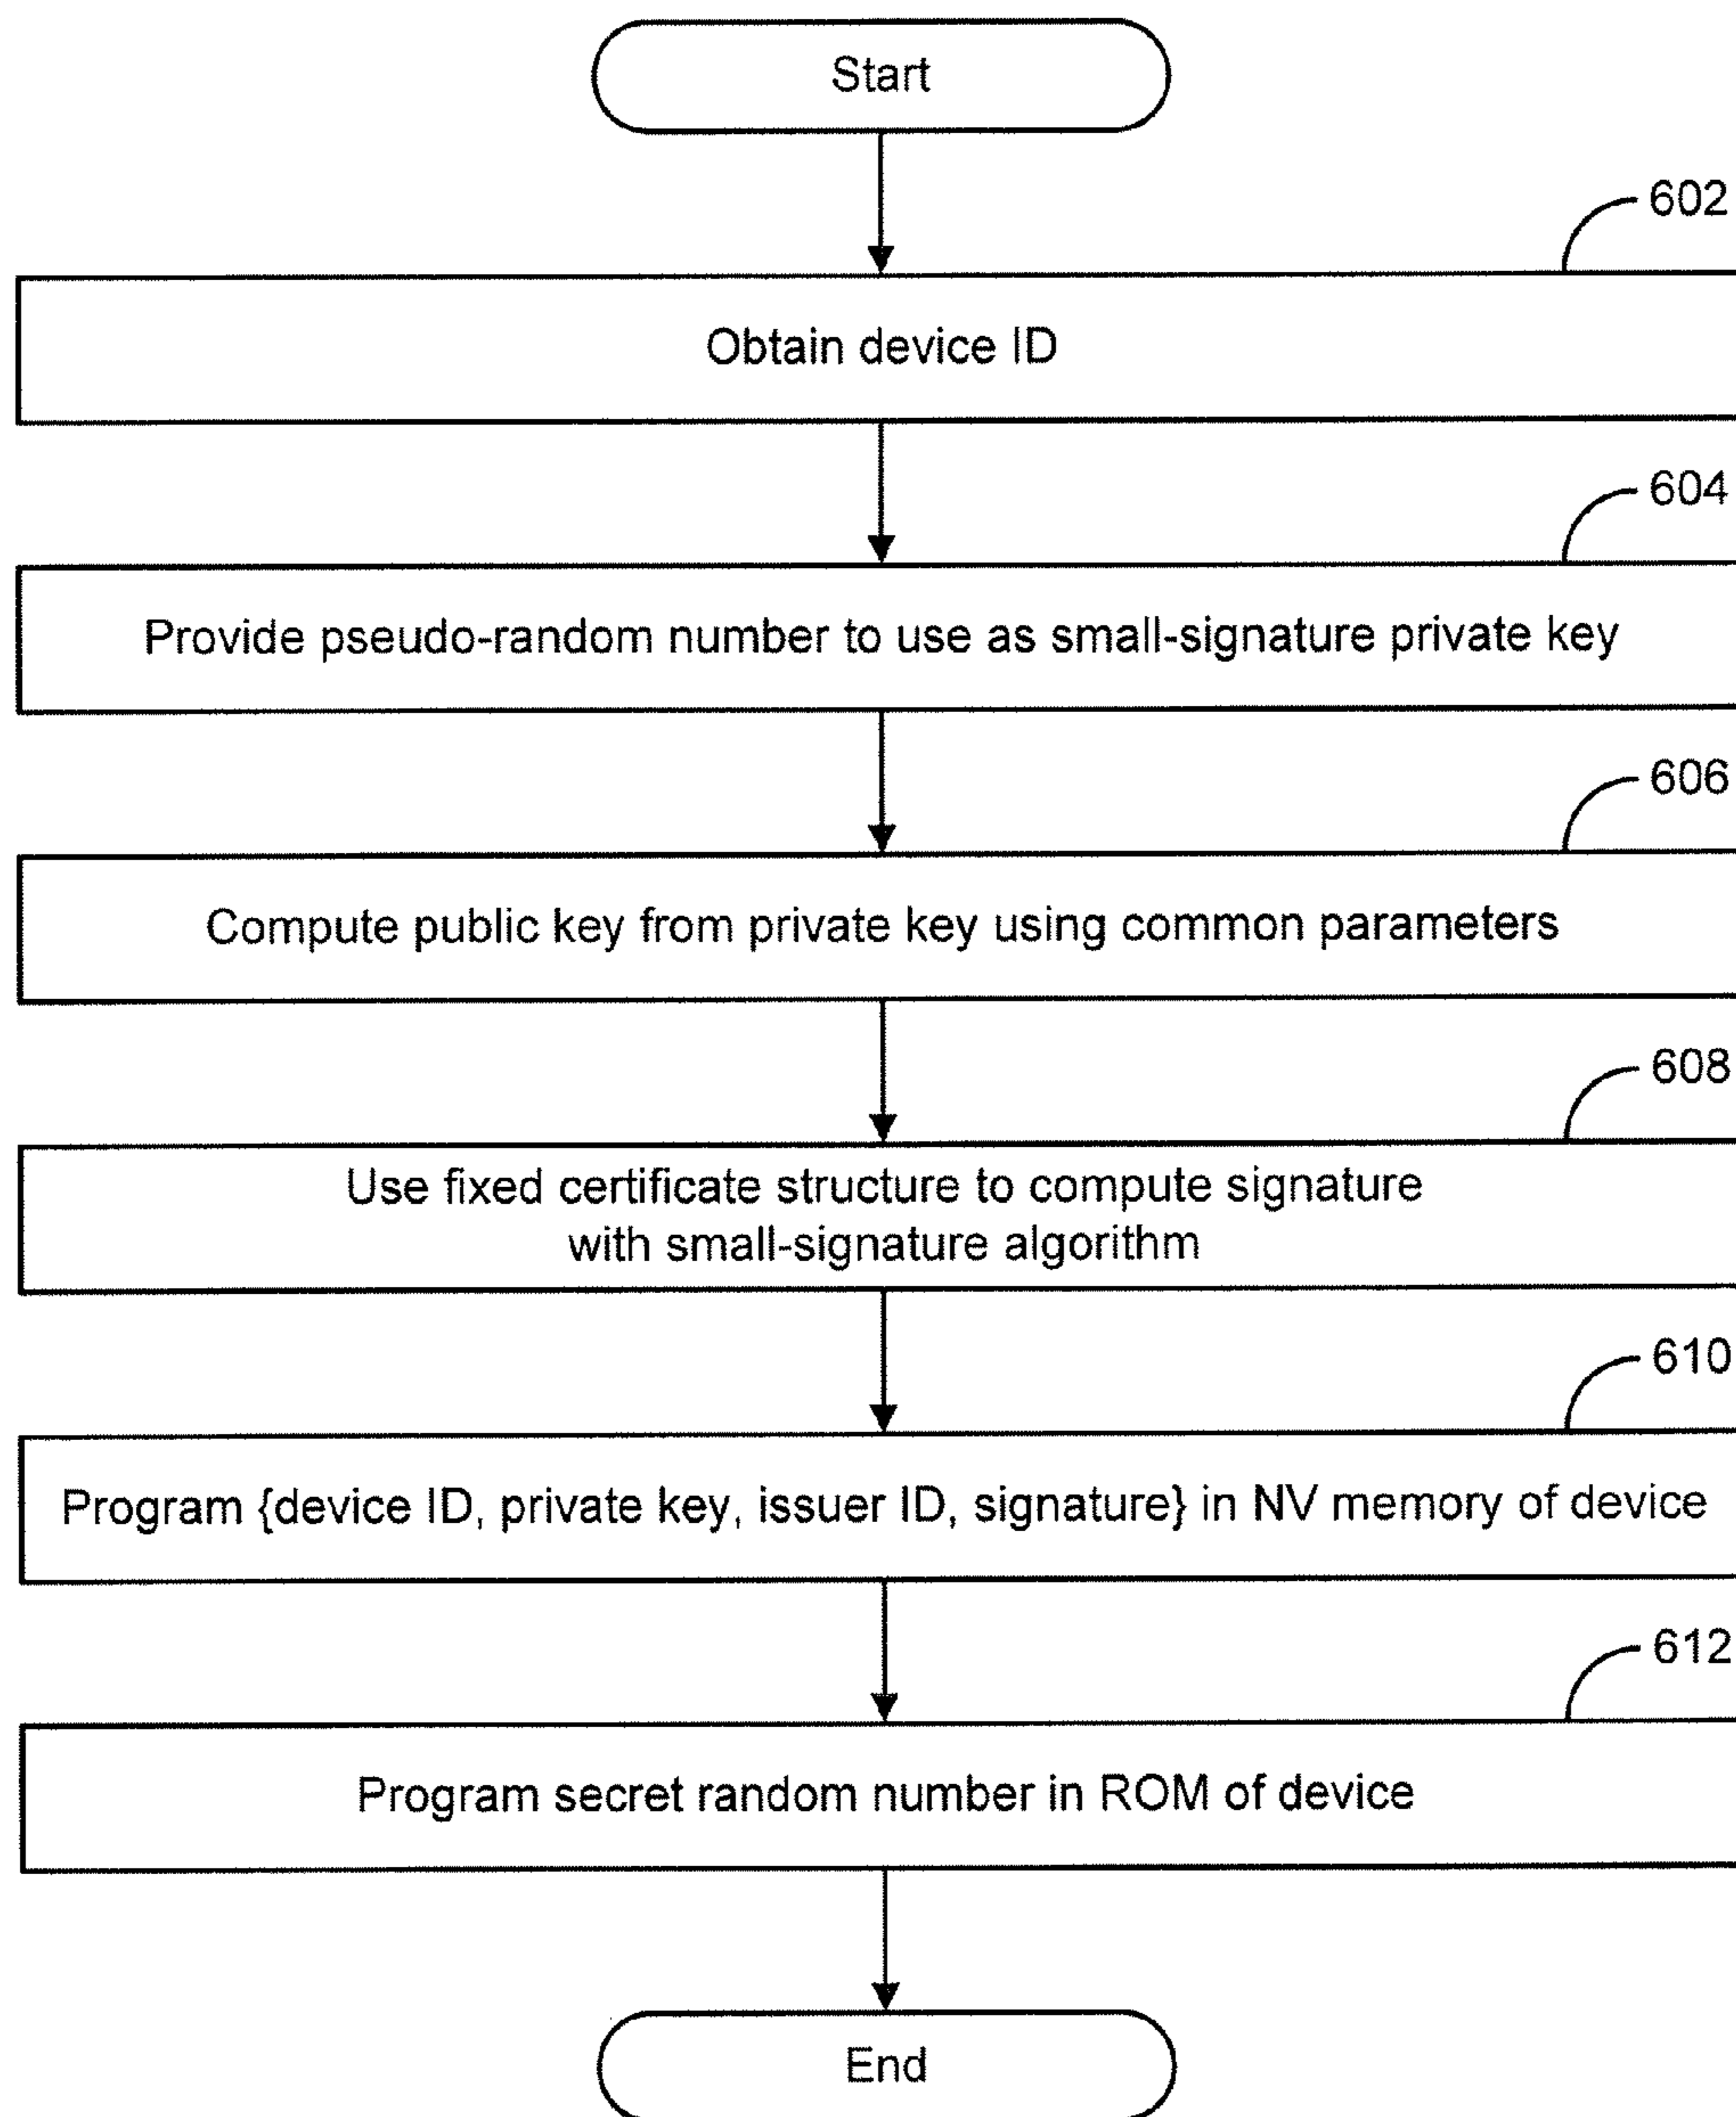 Start
602
Obtain device ID
604
Provide pseudo-random number to use as small-signature private key
606
Compute public key from private key using common parameters
608
Use fixed certificate structure to compute signature
with small-signature algorithm
610
Program {device ID, private key, issuer ID, signature} in NV memory of device
612
Program secret random number in ROM of device
End